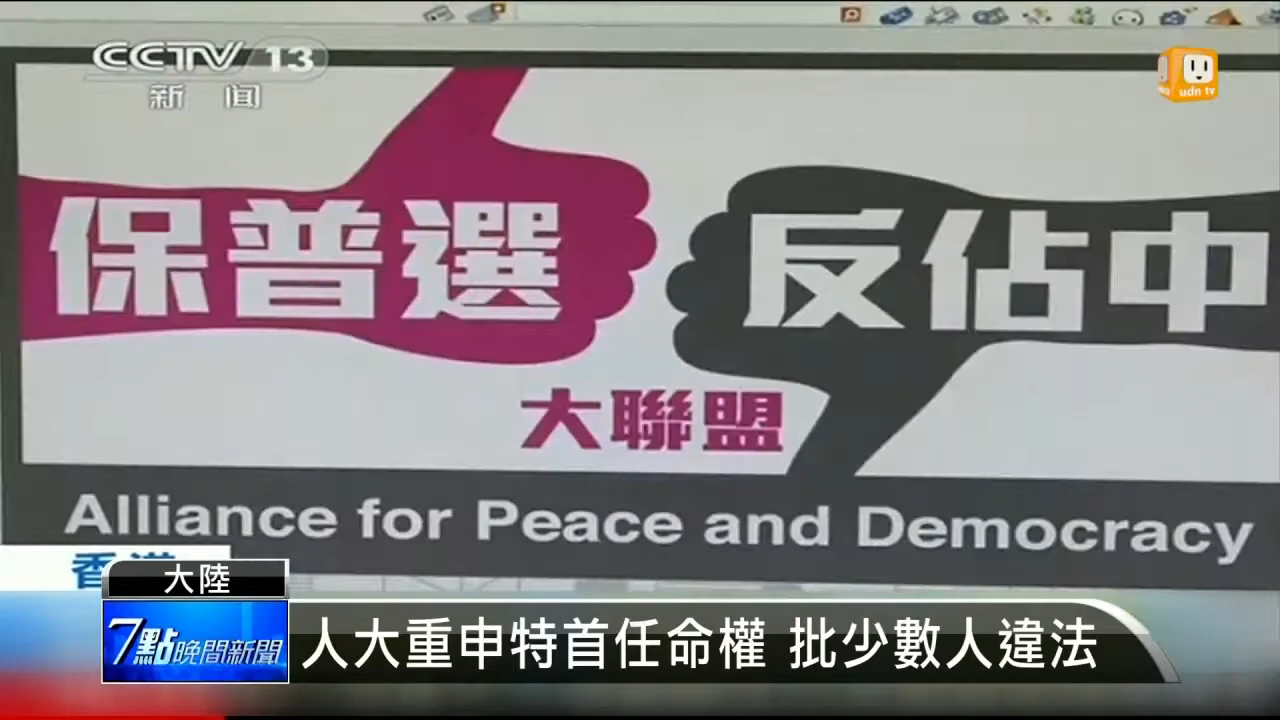 CCTV 13
新闻
udn tv
保普選
反佔中
大聯盟
Alliance for Peace and Democracy
香港
大陸
7點晚間新聞
人大重申特首任命權 批少數人違法